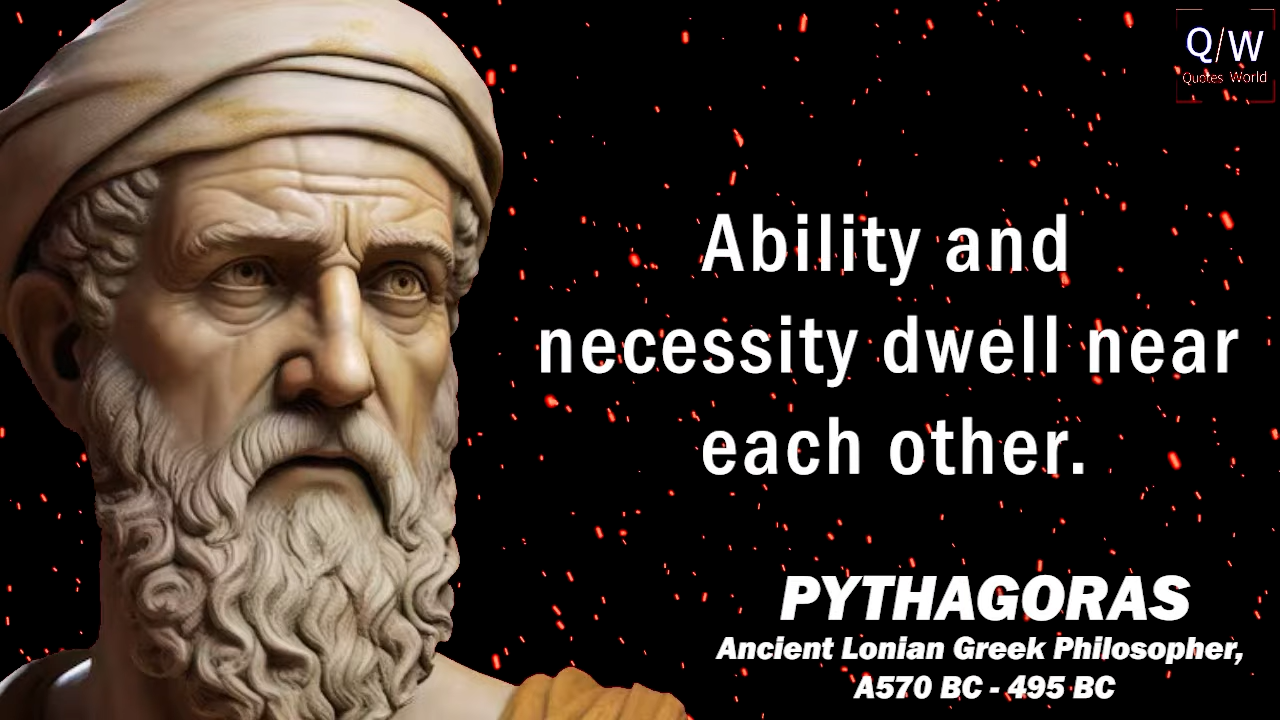 Q/W
Quotes World
Ability and
necessity dwell near
each other.
PYTHAGORAS
Ancient Lonian Greek Philosopher,
A570 BC - 495 BC